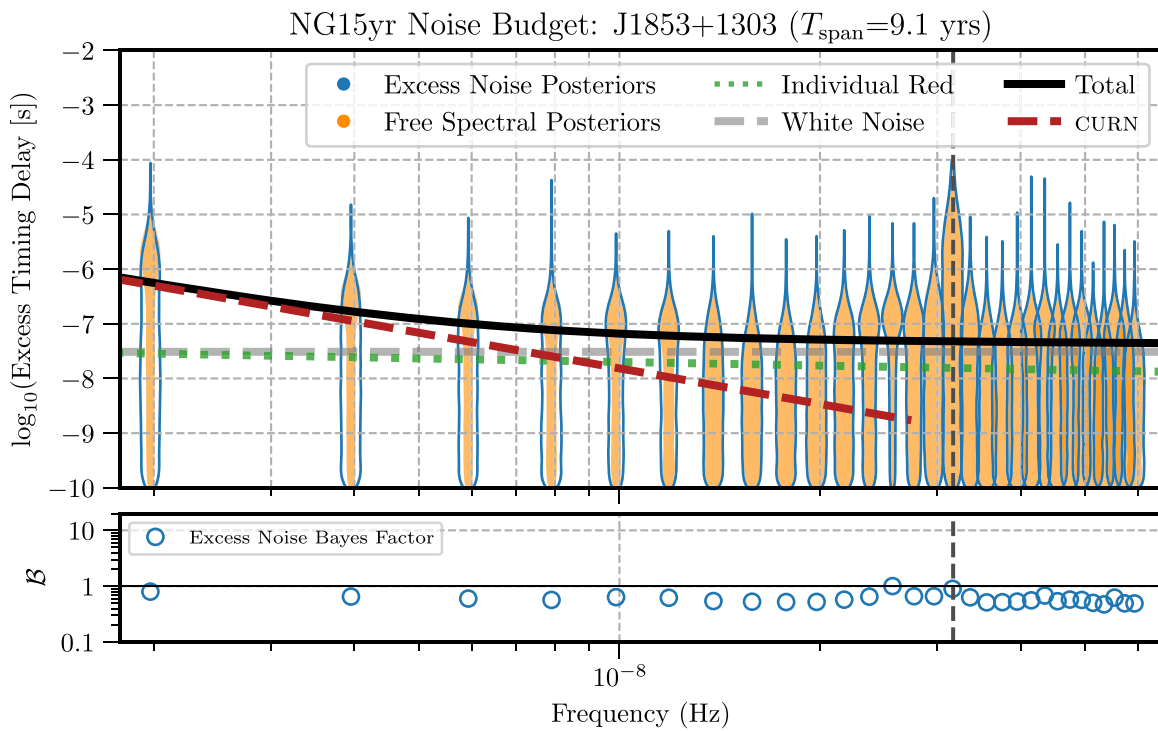 NG15yr Noise Budget: J1853+1303 (T_span=9.1 yrs)
Excess Noise Posteriors
Free Spectral Posteriors
Individual Red
White Noise
Total
CURN
log₁₀(Excess Timing Delay [s])
−2
−3
−4
−5
−6
−7
−8
−9
−10
Excess Noise Bayes Factor
ℬ
10
1
0.1
10⁻⁸
Frequency (Hz)